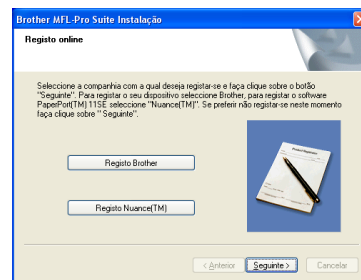 Brother MFL-Pro Suite Instalação
Registo online
Seleccione a companhia com a qual deseja registar-se e faça clique sobre o botão
"Seguinte". Para registar o seu dispositivo seleccione Brother, para registar o software
PaperPort(TM) 11SE seleccione "Nuance(TM)". Se preferir não registar-se neste momento
faça clique sobre " Seguinte".
Product Registration
Registo Brother
Registo Nuance(TM)
< Anterior
Seguinte >
Cancelar